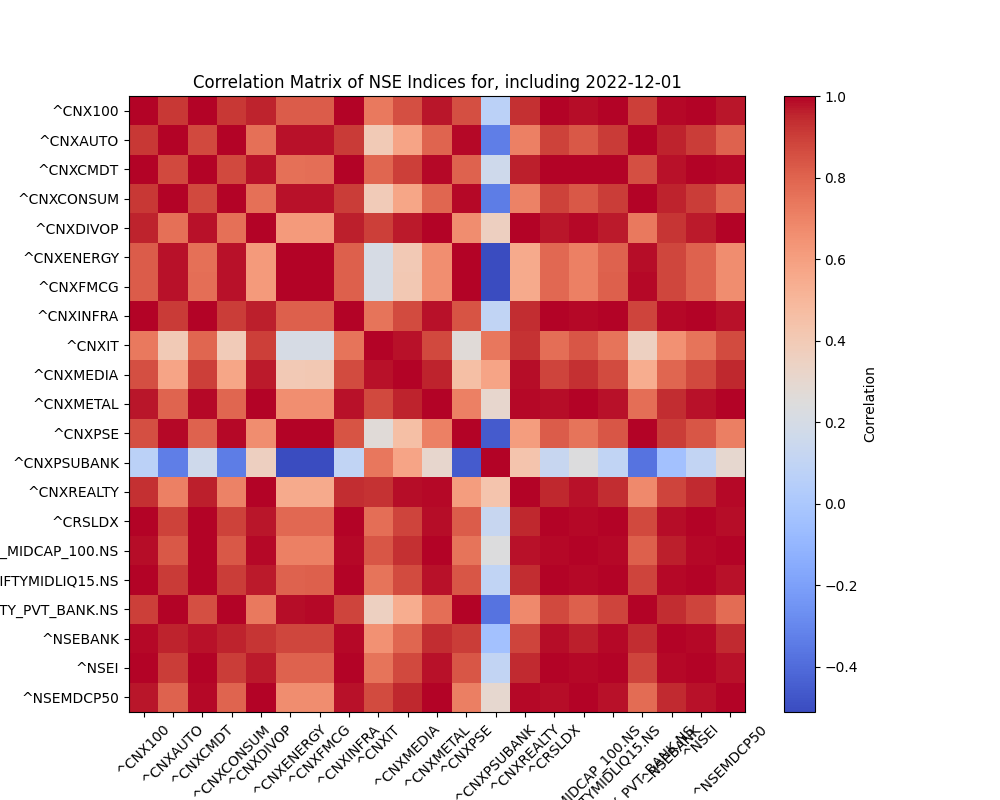 Correlation Matrix of NSE Indices for, including 2022-12-01
^CNX100
^CNXAUTO
^CNXCMDT
^CNXCONSUM
^CNXDIVOP
^CNXENERGY
^CNXFMCG
^CNXINFRA
^CNXIT
^CNXMEDIA
^CNXMETAL
^CNXPSE
^CNXPSUBANK
^CNXREALTY
^CRSLDX
_MIDCAP_100.NS
IFTYMIDLIQ15.NS
TY_PVT_BANK.NS
^NSEBANK
^NSEI
^NSEMDCP50
^CNX100
^CNXAUTO
^CNXCMDT
^CNXCONSUM
^CNXDIVOP
^CNXENERGY
^CNXFMCG
^CNXINFRA
^CNXIT
^CNXMEDIA
^CNXMETAL
^CNXPSE
^CNXPSUBANK
^CNXREALTY
^CRSLDX
MIDCAP_100.NS
TYMIDLIQ15.NS
PVT_BANK.NS
^NSEBANK
^NSEI
^NSEMDCP50
1.0
0.8
0.6
0.4
0.2
0.0
−0.2
−0.4
Correlation